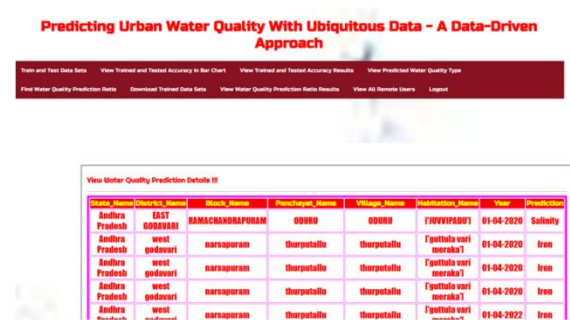 Predicting Urban Water Quality With Ubiquitous Data - A Data-Driven
Approach
Train and Test Data Sets View Trained and Tested Accuracy in Bar Chart View Trained and Tested Accuracy Results View Predicted Water Quality Type
Find Water Quality Prediction Ratio Download Trained Data Sets View Water Quality Prediction Ratio Results View All Remote Users Logout
View Water Quality Prediction Details !!!
State_Name District_Name Block_Name Panchayat_Name Village_Name Habitation_Name Year Prediction
Andhra Pradesh EAST GODAVARI RAMACHANDRAPURAM ODURU ODURU ['JUVVIPADU'] 01-04-2020 Salinity
Andhra Pradesh west godavari narsapuram thurputallu thurputallu ['guttula vari meraka'] 01-04-2020 Iron
Andhra Pradesh west godavari narsapuram thurputallu thurputallu ['guttula vari meraka'] 01-04-2020 Iron
Andhra Pradesh west godavari narsapuram thurputallu thurputallu ['guttula vari meraka'] 01-04-2020 Iron
Andhra Pradesh west godavari narsapuram thurputallu thurputallu ['guttula vari meraka'] 01-04-2022 Iron